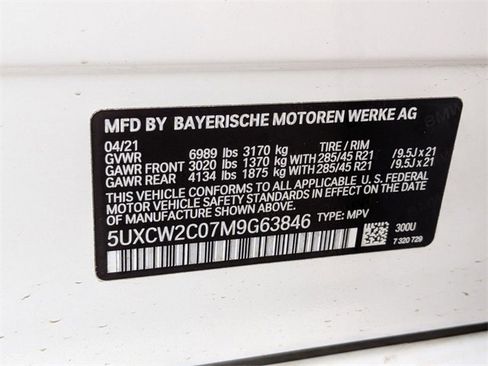 MFD BY BAYERISCHE MOTOREN WERKE AG
04/21
GVWR 6989 lbs 3170 kg TIRE / RIM
GAWR FRONT 3020 lbs 1370 kg WITH 285/45 R21 /9.5J x 21
GAWR REAR 4134 lbs 1875 kg WITH 285/45 R21 /9.5J x 21
THIS VEHICLE CONFORMS TO ALL APPLICABLE U. S. FEDERAL
MOTOR VEHICLE SAFETY STANDARDS IN EFFECT ON THE DATE OF
MANUFACTURE SHOWN ABOVE.
5UXCW2C07M9G63846 TYPE: MPV
300U
7 320 729